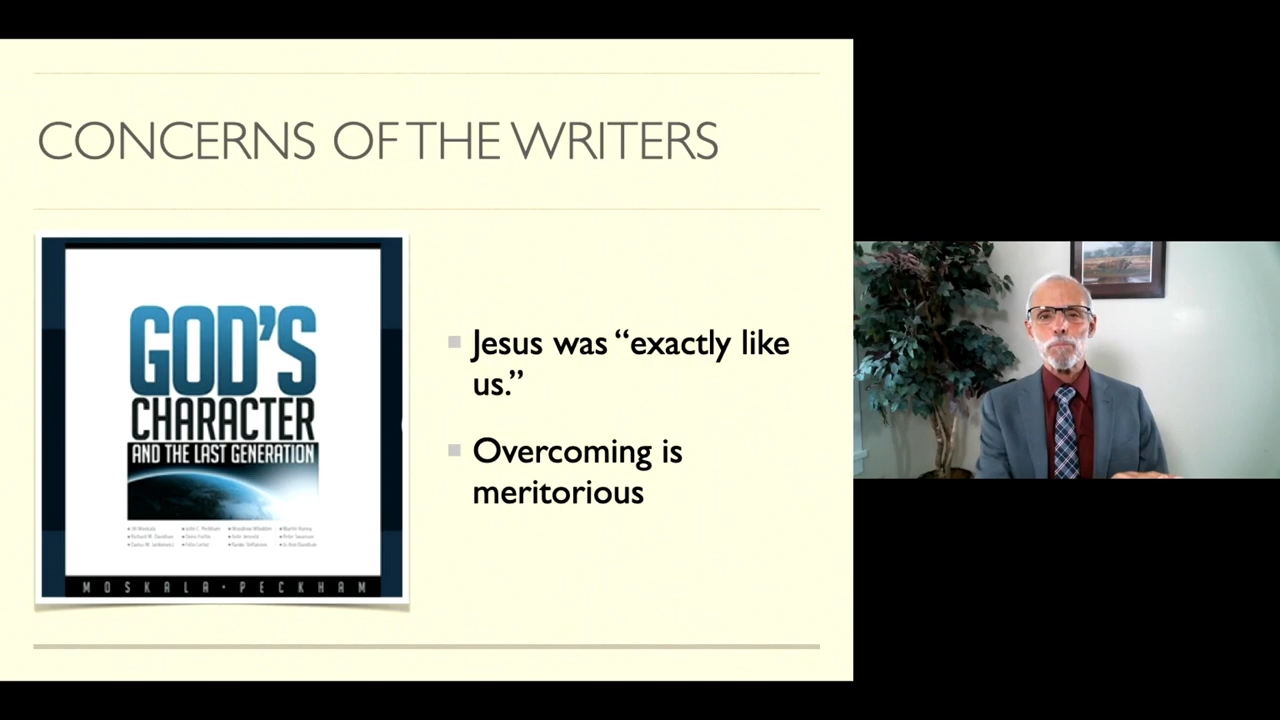 CONCERNS OF THE WRITERS
GOD'S
CHARACTER
AND THE LAST GENERATION
MOSKALA · PECKHAM
Jesus was “exactly like
us.”
Overcoming is
meritorious